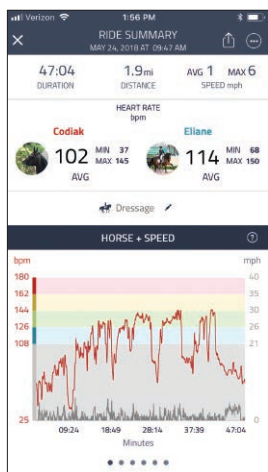 Verizon 1:56 PM
RIDE SUMMARY
MAY 24, 2018 AT 09:47 AM
47:04 1.9 mi AVG 1 MAX 6
DURATION DISTANCE SPEED mph
HEART RATE
bpm
Codiak Eliane
102 MIN 37 MAX 145 114 MIN 68 MAX 150
AVG AVG
Dressage
HORSE + SPEED
bpm mph
180 40
162 35
144 30
126 26
108 21
25 0
09:24 18:49 28:14 37:39 47:04
Minutes